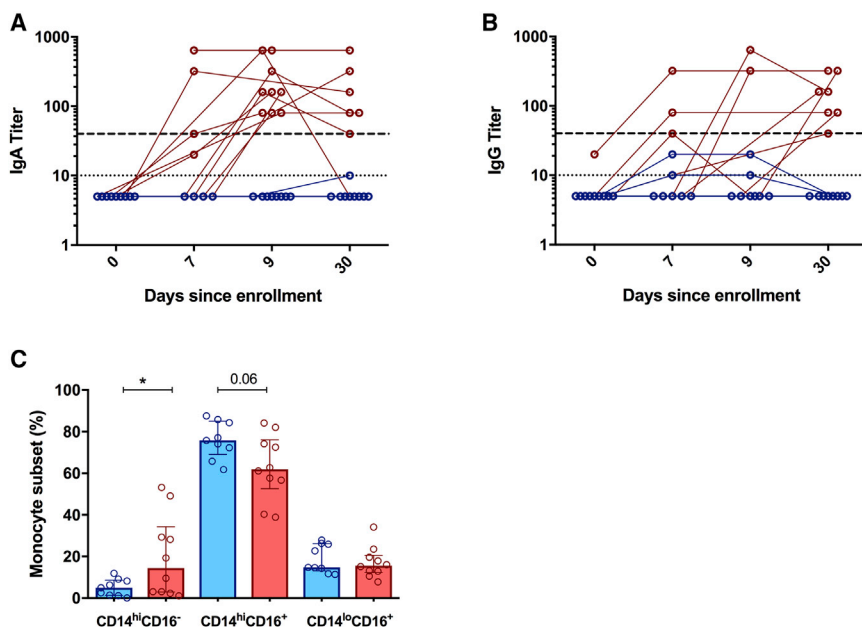 A
1000
100
10
1
IgA Titer
0
7
9
30
Days since enrollment
B
1000
100
10
1
IgG Titer
0
7
9
30
Days since enrollment
C
*
0.06
100
80
60
40
20
0
Monocyte subset (%)
CD14hiCD16-
CD14hiCD16+
CD14loCD16+